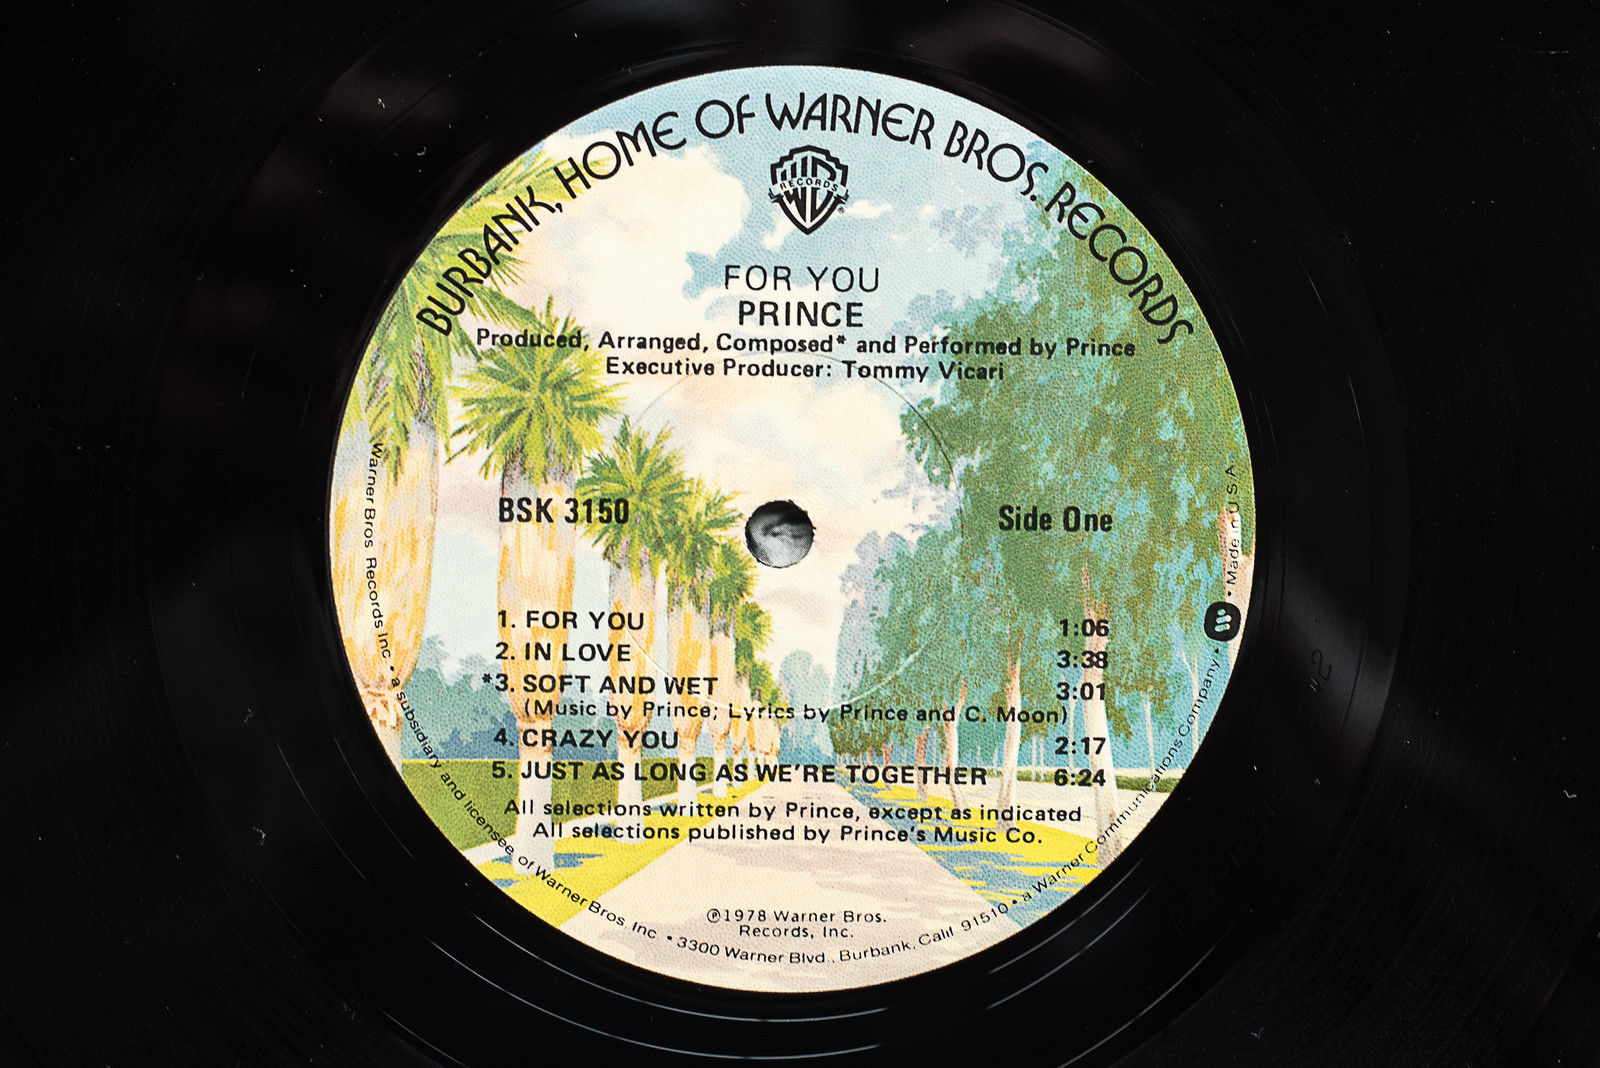 BURBANK, HOME OF WARNER BROS. RECORDS
RECORDS
FOR YOU
PRINCE
Produced, Arranged, Composed* and Performed by Prince
Executive Producer: Tommy Vicari
BSK 3150
Side One
1. FOR YOU 1:06
2. IN LOVE 3:38
*3. SOFT AND WET 3:01
(Music by Prince; Lyrics by Prince and C. Moon)
4. CRAZY YOU 2:17
5. JUST AS LONG AS WE'RE TOGETHER 6:24
All selections written by Prince, except as indicated
All selections published by Prince's Music Co.
℗1978 Warner Bros.
Records, Inc.
Warner Bros. Records Inc. • a subsidiary and licensee of Warner Bros. Inc. • 3300 Warner Blvd., Burbank, Calif. 91510 • a Warner Communications Company • Made in U.S.A.